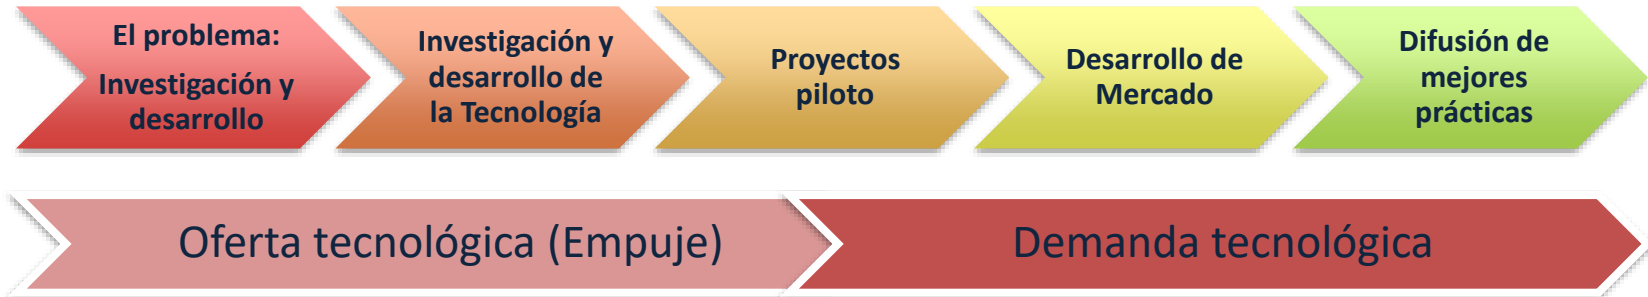 El problema:
Investigación y
desarrollo
Investigación y
desarrollo de
la Tecnología
Proyectos
piloto
Desarrollo de
Mercado
Difusión de
mejores
prácticas
Oferta tecnológica (Empuje)
Demanda tecnológica